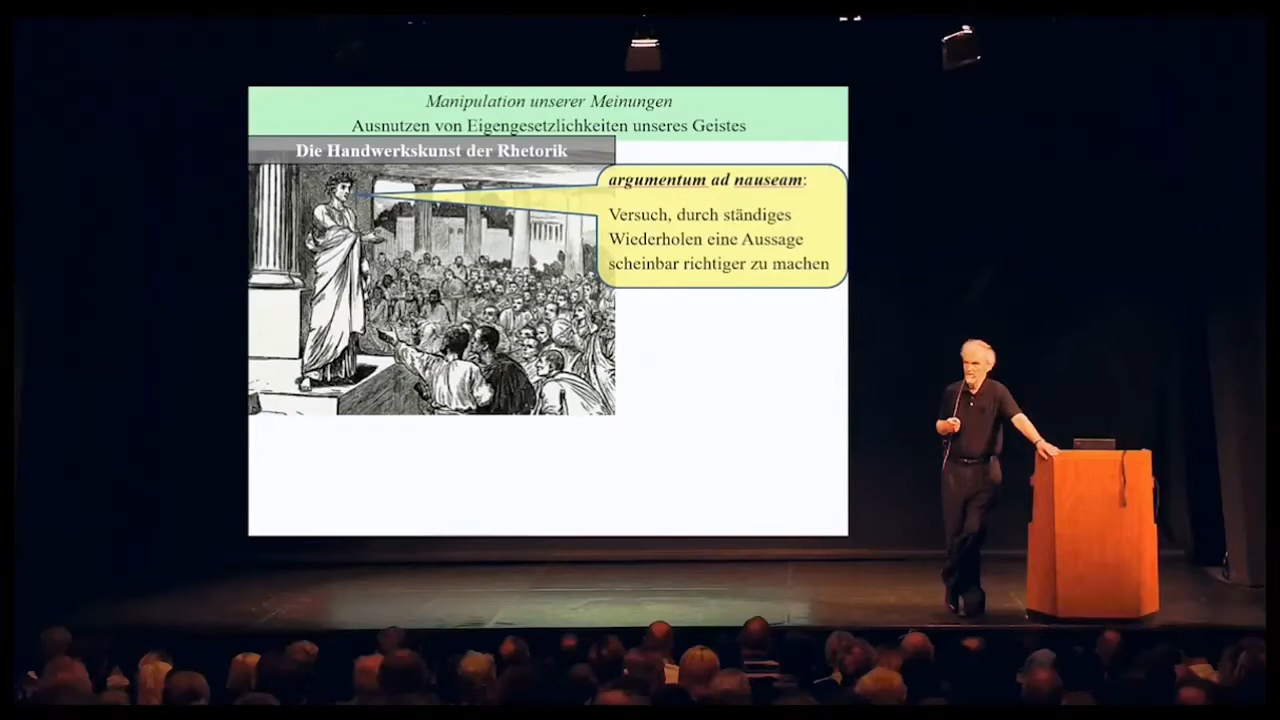 Manipulation unserer Meinungen
Ausnutzen von Eigengesetzlichkeiten unseres Geistes
Die Handwerkskunst der Rhetorik
argumentum ad nauseam:
Versuch, durch ständiges
Wiederholen eine Aussage
scheinbar richtiger zu machen